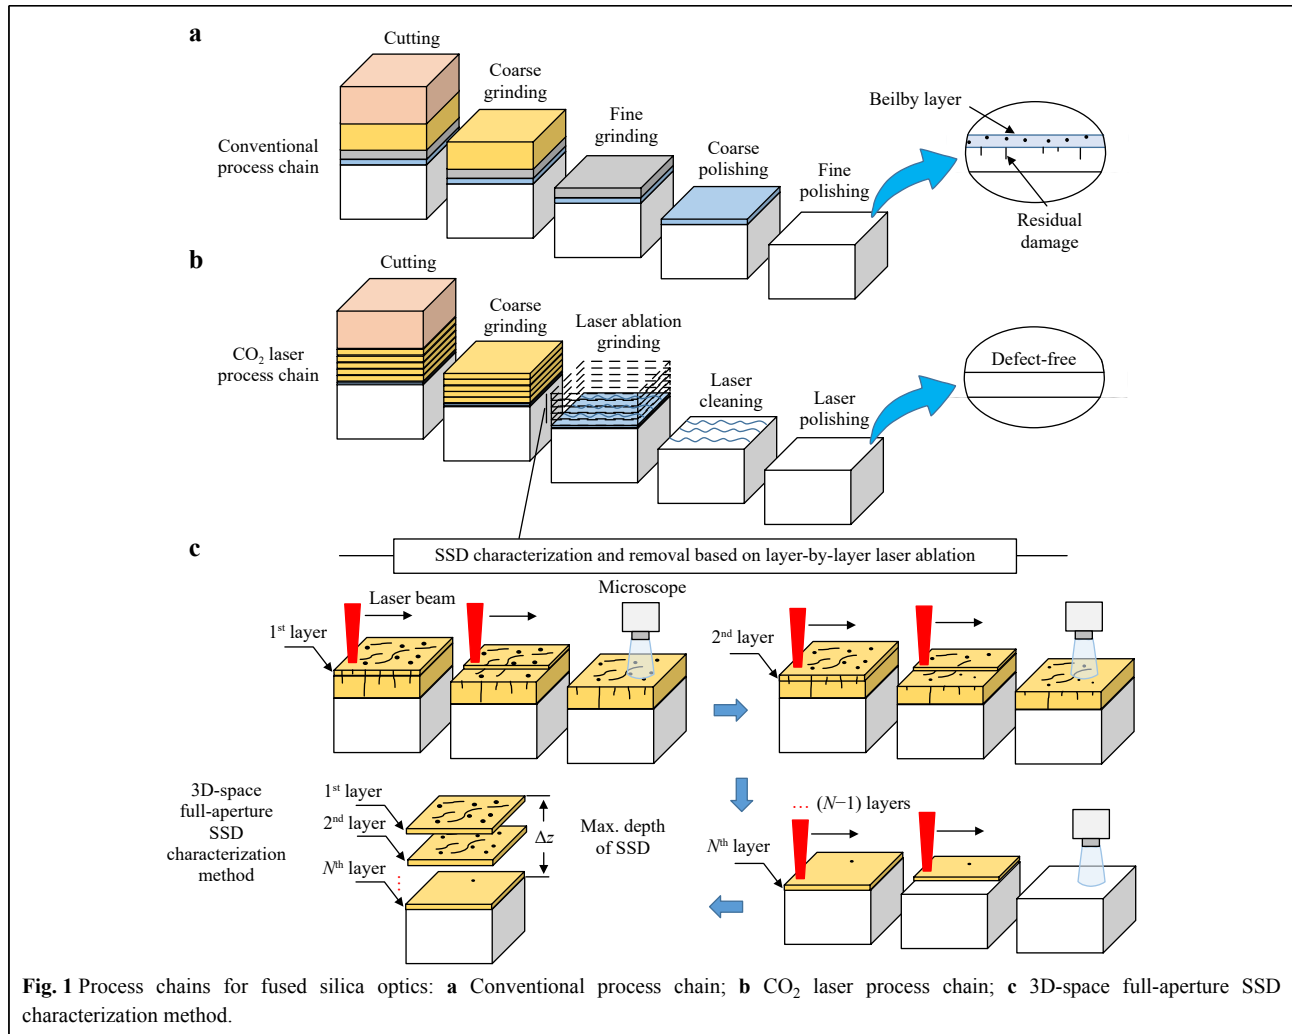 a
Cutting
Coarse
grinding
Fine
grinding
Coarse
polishing
Fine
polishing
Conventional
process chain
Beilby layer
Residual
damage
b
Cutting
Coarse
grinding
Laser ablation
grinding
Laser
cleaning
Laser
polishing
CO₂ laser
process chain
Defect-free
c
SSD characterization and removal based on layer-by-layer laser ablation
Laser beam
Microscope
1st layer
2nd layer
3D-space
full-aperture
SSD
characterization
method
1st layer
2nd layer
Nth layer
⋮
Δz
Max. depth
of SSD
... (N−1) layers
Nth layer
Fig. 1 Process chains for fused silica optics: a Conventional process chain; b CO₂ laser process chain; c 3D-space full-aperture SSD
characterization method.